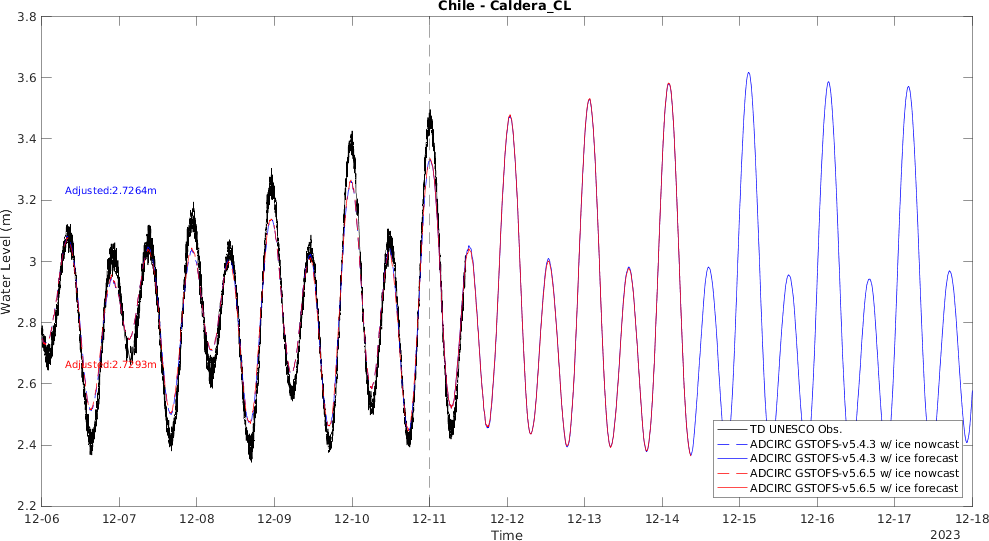 Chile - Caldera_CL
3.8
3.6
3.4
3.2
3
2.8
2.6
2.4
2.2
Water Level (m)
Adjusted:2.7264m
Adjusted:2.7293m
TD UNESCO Obs.
ADCIRC GSTOFS-v5.4.3 w/ ice nowcast
ADCIRC GSTOFS-v5.4.3 w/ ice forecast
ADCIRC GSTOFS-v5.6.5 w/ ice nowcast
ADCIRC GSTOFS-v5.6.5 w/ ice forecast
12-06 12-07 12-08 12-09 12-10 12-11 12-12 12-13 12-14 12-15 12-16 12-17 12-18
Time
2023